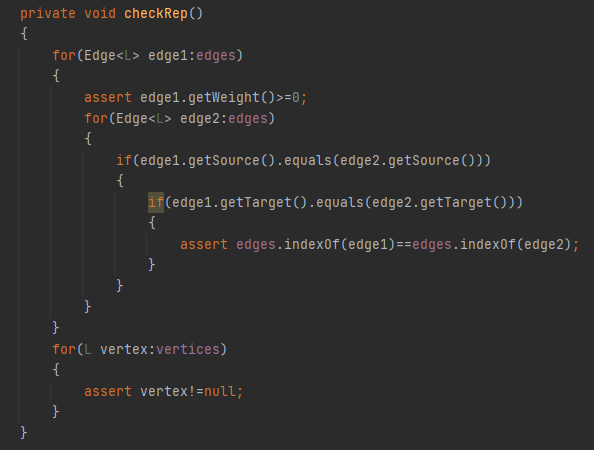 private void checkRep()
{
    for(Edge<L> edge1:edges)
    {
        assert edge1.getWeight()>=0;
        for(Edge<L> edge2:edges)
        {
            if(edge1.getSource().equals(edge2.getSource()))
            {
                if(edge1.getTarget().equals(edge2.getTarget()))
                {
                    assert edges.indexOf(edge1)==edges.indexOf(edge2);
                }
            }
        }
    }
    for(L vertex:vertices)
    {
        assert vertex!=null;
    }
}